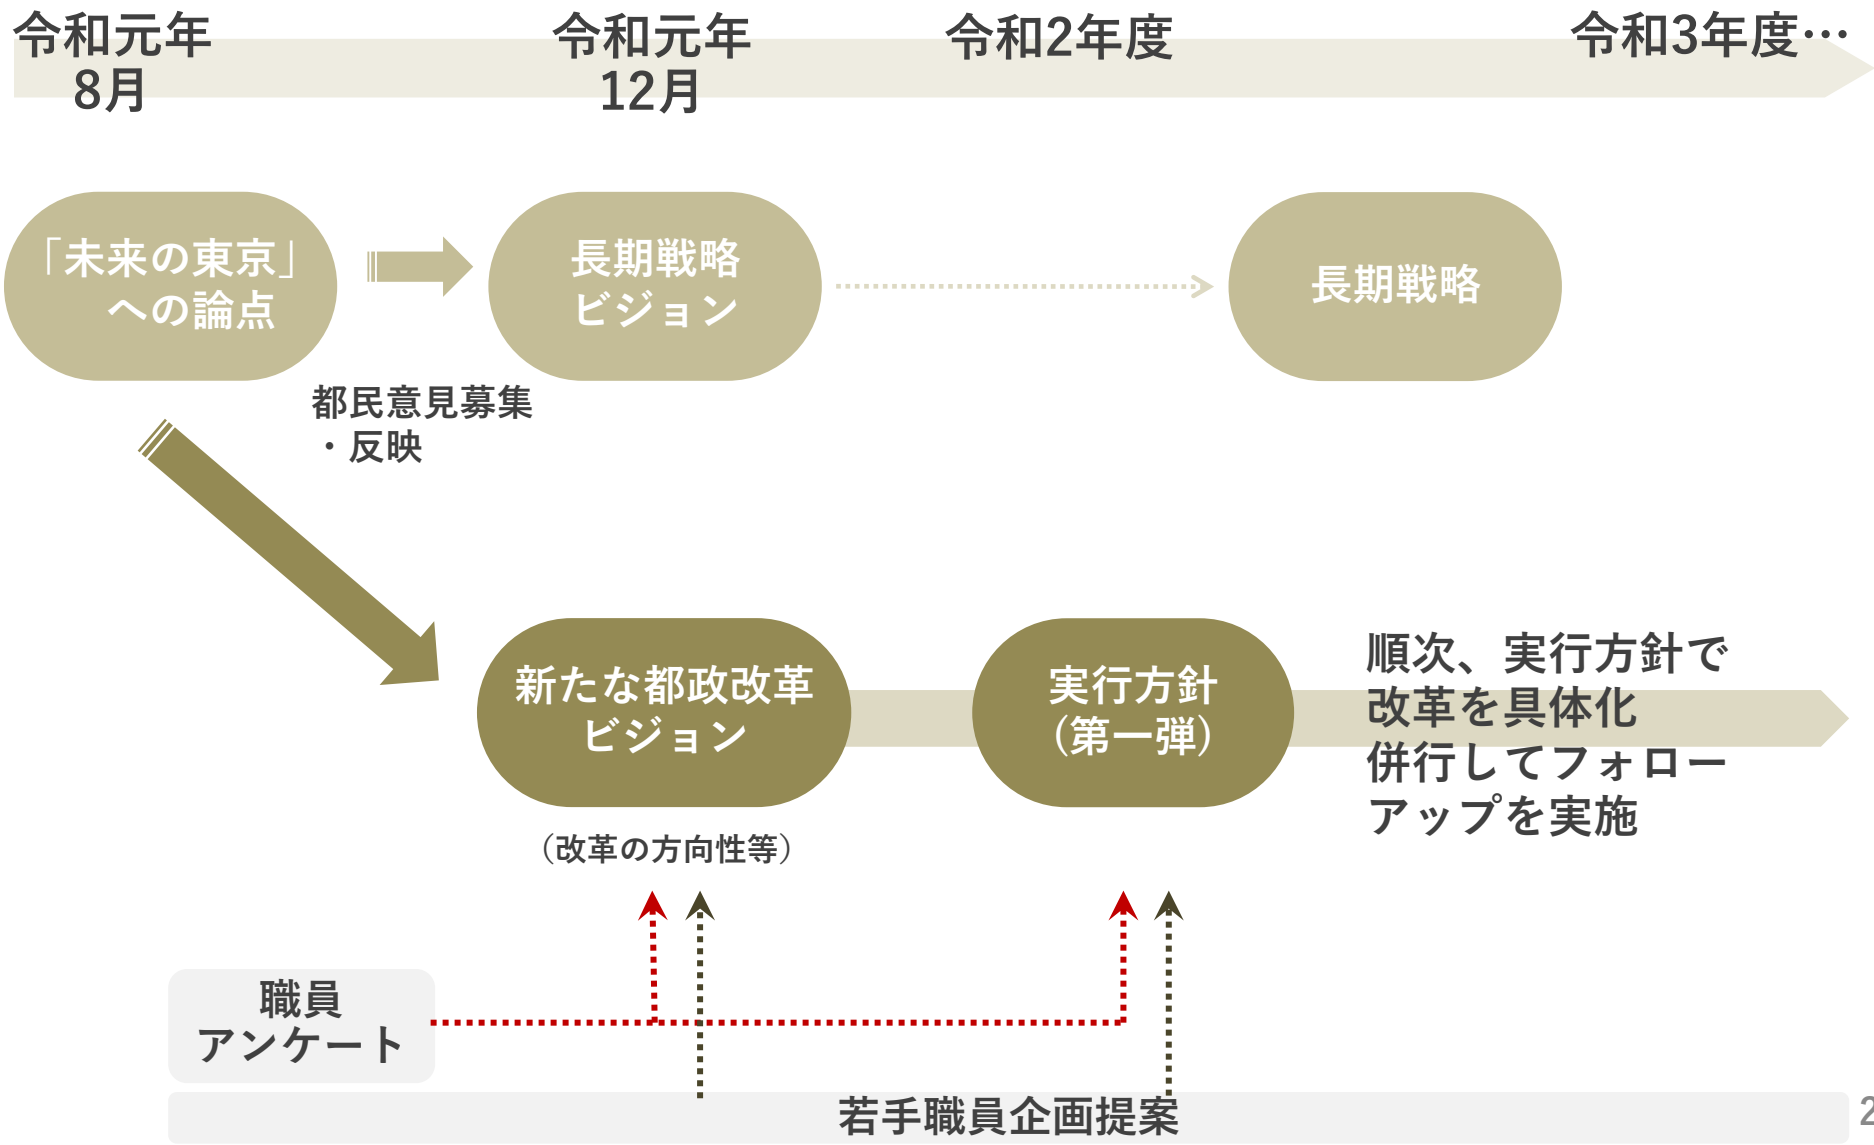 令和元年
8月
令和元年
12月
令和2年度
令和3年度…
「未来の東京」
への論点
長期戦略
ビジョン
長期戦略
都民意見募集
・反映
新たな都政改革
ビジョン
実行方針
（第一弾）
順次、実行方針で
改革を具体化
併行してフォロー
アップを実施
（改革の方向性等）
職員
アンケート
若手職員企画提案
2